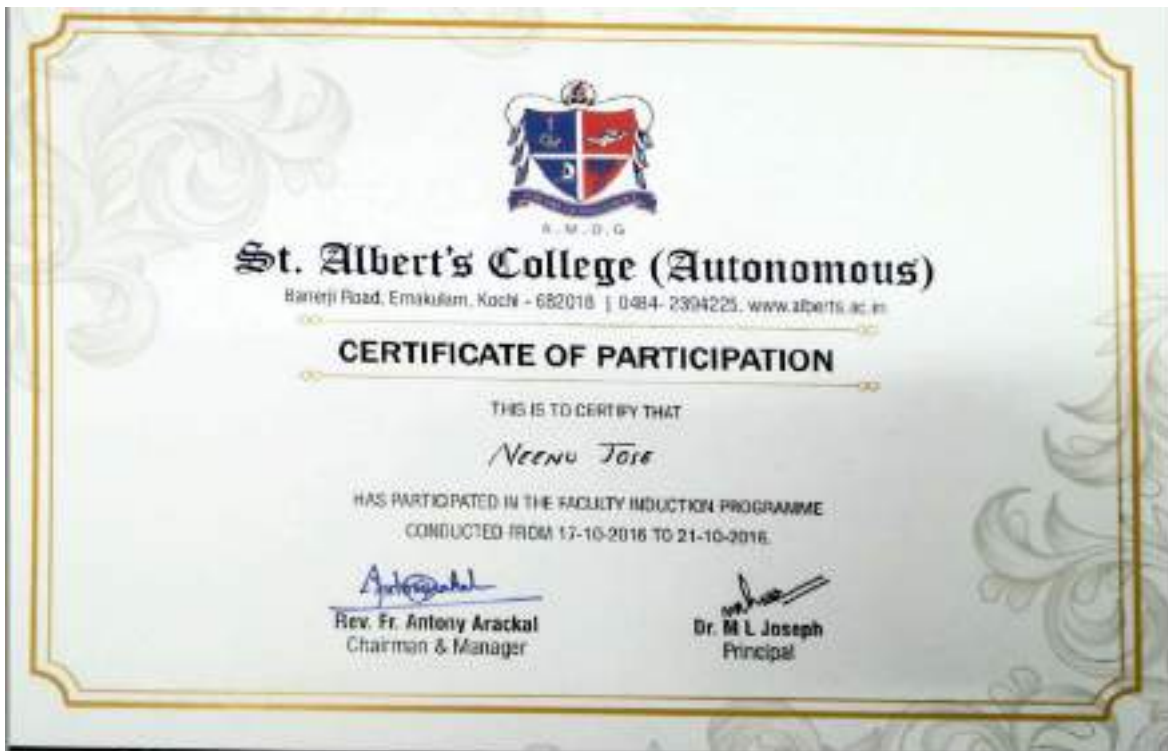 A.M.D.G
St. Albert's College (Autonomous)
Banerji Road, Ernakulam, Kochi - 682018 | 0484- 2394225, www.alberts.ac.in
CERTIFICATE OF PARTICIPATION
THIS IS TO CERTIFY THAT
NEENU JOSE
HAS PARTICIPATED IN THE FACULTY INDUCTION PROGRAMME
CONDUCTED FROM 17-10-2016 TO 21-10-2016.
Rev. Fr. Antony Arackal Dr. M L Joseph
Chairman & Manager Principal